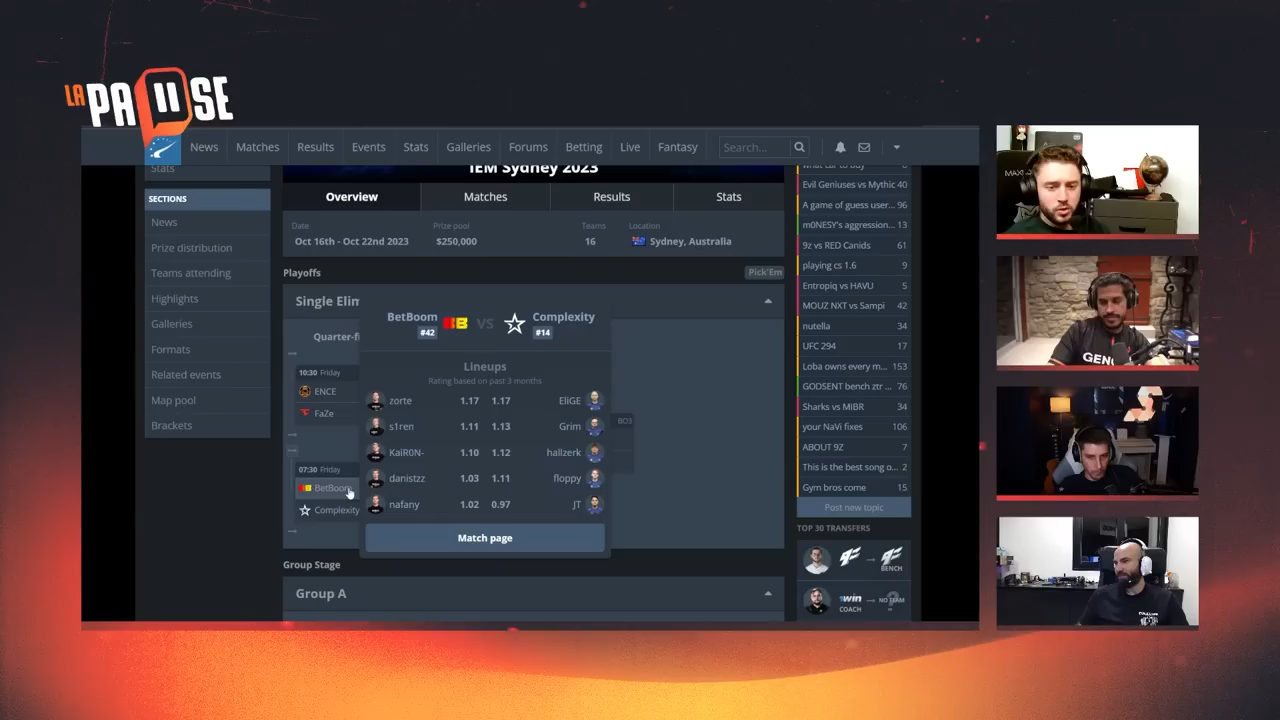 LA
PAUSE
News
Matches
Results
Events
Stats
Galleries
Forums
Betting
Live
Fantasy
Search...
Stats
SECTIONS
News
Prize distribution
Teams attending
Highlights
Galleries
Formats
Related events
Map pool
Brackets
IEM Sydney 2023
Overview
Matches
Results
Stats
Date
Prize pool
Teams
Location
Oct 16th - Oct 22nd 2023
$250,000
16
Sydney, Australia
Playoffs
Pick'Em
Single Elim
Quarter-fi
10:30 Friday
ENCE
FaZe
07:30 Friday
BetBoom
Complexity
BO3
BetBoom
#42
VS
Complexity
#14
Lineups
Rating based on past 3 months
zorte 1.17 1.17 EliGE
s1ren 1.11 1.13 Grim
KaiR0N- 1.10 1.12 hallzerk
danistzz 1.03 1.11 floppy
nafany 1.02 0.97 JT
Match page
Group Stage
Group A
what car to buy 6
Evil Geniuses vs Mythic 40
A game of guess user... 96
m0NESY's aggression... 13
9z vs RED Canids 61
playing cs 1.6 9
Entropiq vs HAVU 5
MOUZ NXT vs Sampi 42
nutella 34
UFC 294 17
Loba owns every m... 153
GODSENT bench ztr ... 76
Sharks vs MIBR 34
your NaVi fixes 106
ABOUT 9Z 7
This is the best song o... 2
Gym bros come 15
Post new topic
TOP 30 TRANSFERS
BENCH
1win
COACH
NO TEAM